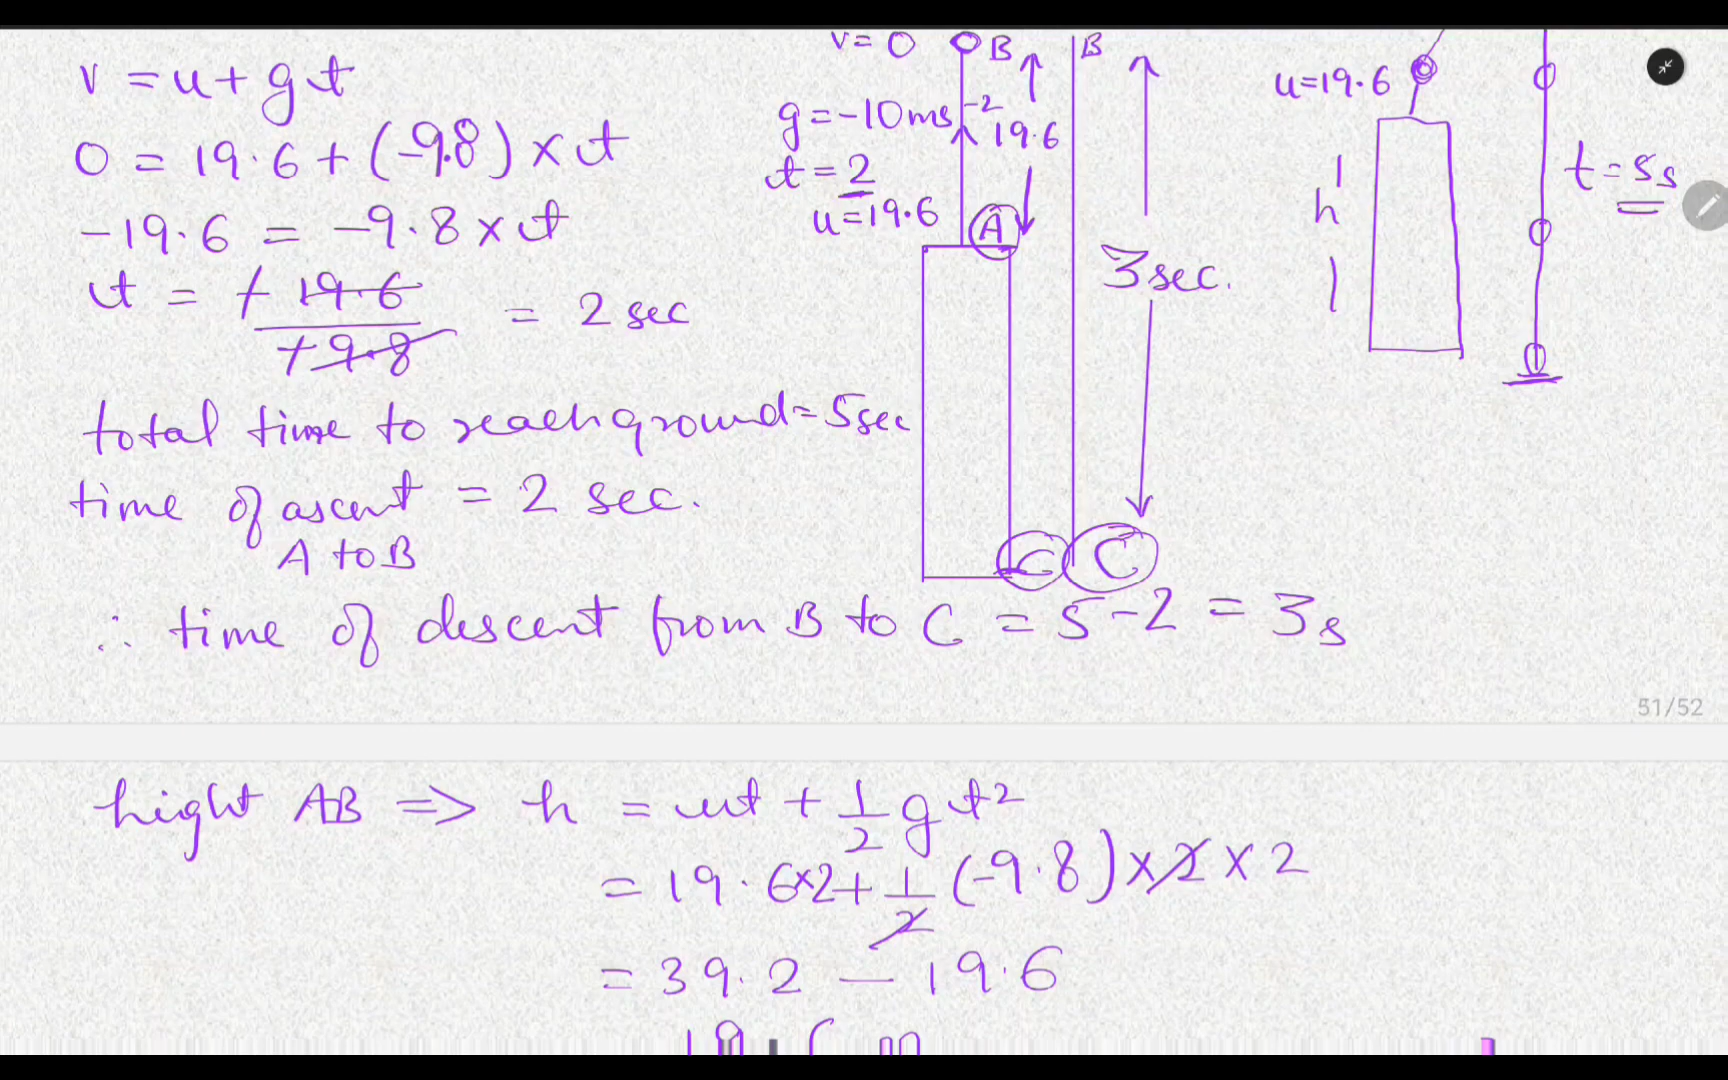 v = u + gt
0 = 19.6 + (-9.8) × t
-19.6 = -9.8 × t
t = 19.6 / 9.8 = 2 sec
total time to reach ground = 5 sec
time of ascent = 2 sec.
A to B
∴ time of descent from B to C = 5 - 2 = 3s
v = 0 B
g = -10 ms⁻²
t = 2
u = 19.6
19.6
A
C
B
3 sec.
C
u = 19.6
h
t = 5s
51/52
hight AB => h = ut + 1/2 gt²
= 19.6×2 + 1/2 (-9.8) × 2 × 2
= 39.2 - 19.6